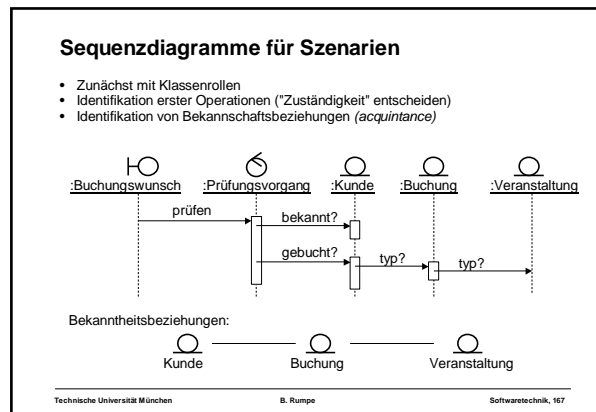 Sequenzdiagramme für Szenarien
• Zunächst mit Klassenrollen
• Identifikation erster Operationen ("Zuständigkeit" entscheiden)
• Identifikation von Bekannschaftsbeziehungen (acquintance)
:Buchungswunsch :Prüfungsvorgang :Kunde :Buchung :Veranstaltung
prüfen
bekannt?
gebucht?
typ?
typ?
Bekanntheitsbeziehungen:
Kunde Buchung Veranstaltung
Technische Universität München B. Rumpe Softwaretechnik, 167